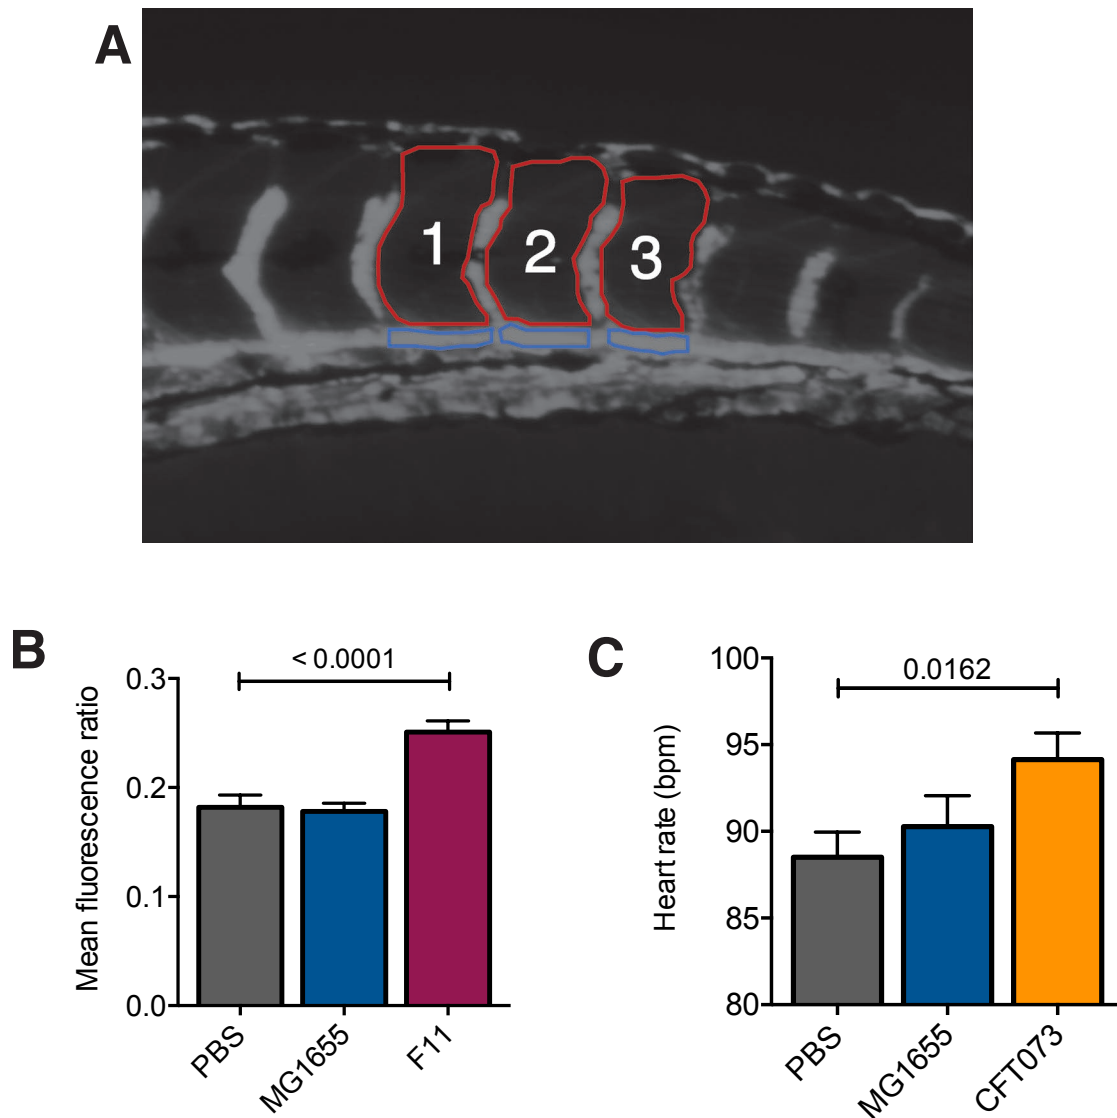 A
1
2
3
B
< 0.0001
0.3
0.2
0.1
0.0
Mean fluorescence ratio
PBS
MG1655
F11
C
0.0162
100
95
90
85
80
Heart rate (bpm)
PBS
MG1655
CFT073